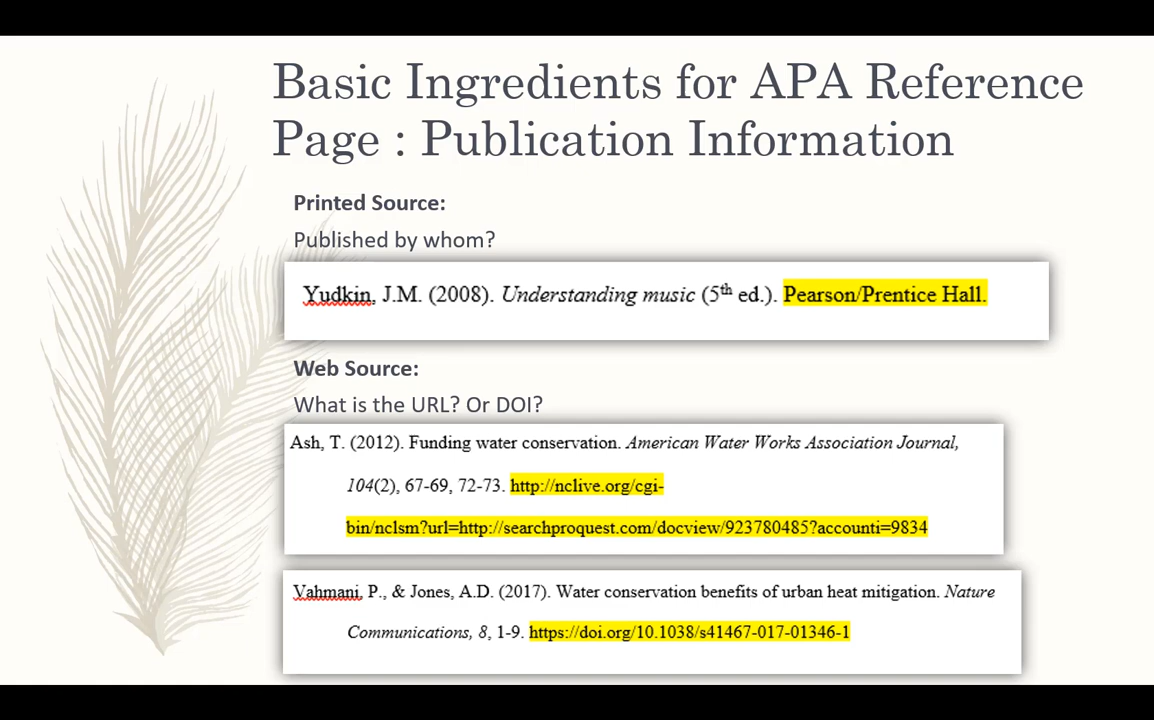 Basic Ingredients for APA Reference
Page : Publication Information
Printed Source:
Published by whom?
Yudkin, J.M. (2008). Understanding music (5th ed.). Pearson/Prentice Hall.
Web Source:
What is the URL? Or DOI?
Ash, T. (2012). Funding water conservation. American Water Works Association Journal,
104(2), 67-69, 72-73. http://nclive.org/cgi-
bin/nclsm?url=http://searchproquest.com/docview/923780485?accounti=9834
Vahmani, P., & Jones, A.D. (2017). Water conservation benefits of urban heat mitigation. Nature
Communications, 8, 1-9. https://doi.org/10.1038/s41467-017-01346-1